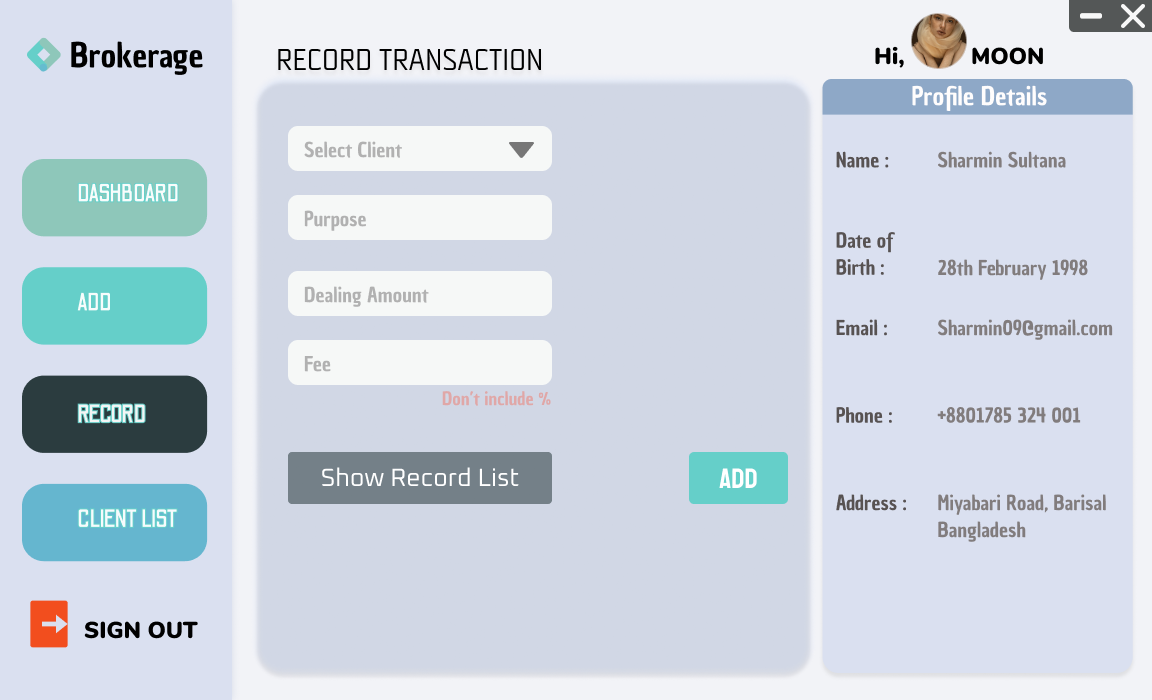 Brokerage
DASHBOARD
ADD
RECORD
CLIENT LIST
SIGN OUT
RECORD TRANSACTION
Select Client
Purpose
Dealing Amount
Fee
Don't include %
Show Record List
ADD
Hi, MOON
Profile Details
Name : Sharmin Sultana
Date of
Birth : 28th February 1998
Email : Sharmin09@gmail.com
Phone : +8801785 324 001
Address : Miyabari Road, Barisal
Bangladesh